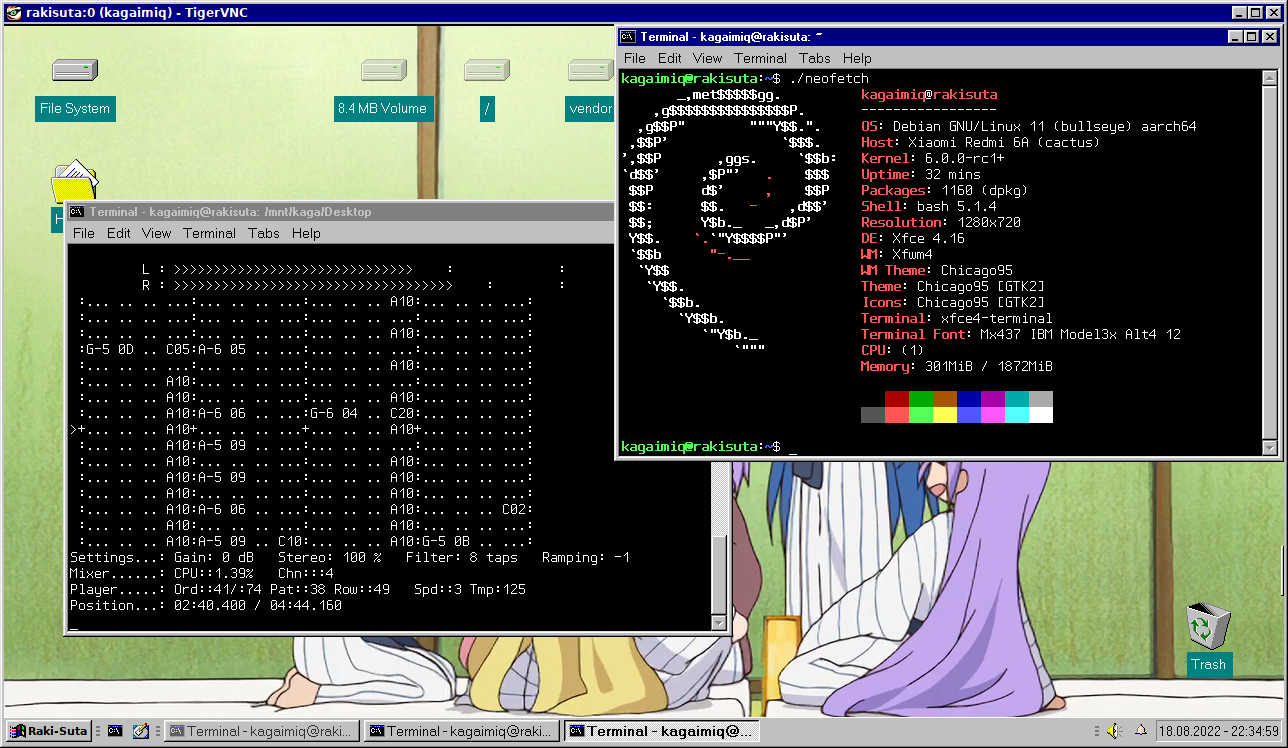 rakisuta:0 (kagaimiq) - TigerVNC
File System
8.4 MB Volume
/
vendor
H
Terminal - kagaimiq@rakisuta: ~
File Edit View Terminal Tabs Help
kagaimiq@rakisuta:~$ ./neofetch
_,met$$$$$gg.
,g$$$$$$$$$$$$$$$P.
,g$$P"     """Y$$.".
,$$P'              `$$$.
',$$P       ,ggs.     `$$b:
`d$$'     ,$P"'   .    $$$
$$P      d$'     ,    $$P
$$:      $$.   -    ,d$$'
$$;      Y$b._   _,d$P'
Y$$.    `.`"Y$$$$P"'
`$$b      "-.__
`Y$$
`Y$$.
`$$b.
`Y$$b.
`"Y$b._
`"""
kagaimiq@rakisuta
-----------------
OS: Debian GNU/Linux 11 (bullseye) aarch64
Host: Xiaomi Redmi 6A (cactus)
Kernel: 6.0.0-rc1+
Uptime: 32 mins
Packages: 1160 (dpkg)
Shell: bash 5.1.4
Resolution: 1280x720
DE: Xfce 4.16
WM: Xfwm4
WM Theme: Chicago95
Theme: Chicago95 [GTK2]
Icons: Chicago95 [GTK2]
Terminal: xfce4-terminal
Terminal Font: Mx437 IBM Model3x Alt4 12
CPU: (1)
Memory: 301MiB / 1872MiB
kagaimiq@rakisuta:~$ _
Terminal - kagaimiq@rakisuta: /mnt/kaga/Desktop
File Edit View Terminal Tabs Help
L : >>>>>>>>>>>>>>>>>>>>>>>>>>>>>>    :             :
R : >>>>>>>>>>>>>>>>>>>>>>>>>>>>>>>>>>>    :        :
:... .. .. ...:... .. .. ...:... .. .. A10:... .. .. ...:
:... .. .. ...:... .. .. ...:... .. .. ...:... .. .. ...:
:... .. .. ...:... .. .. ...:... .. .. A10:... .. .. ...:
:G-5 0D .. C05:A-6 05 .. ...:... .. .. ...:... .. .. ...:
:... .. .. ...:... .. .. ...:... .. .. A10:... .. .. ...:
:... .. .. A10:... .. .. ...:... .. .. ...:... .. .. ...:
:... .. .. A10:... .. .. ...:... .. .. A10:... .. .. ...:
:... .. .. A10:A-6 06 .. ...:G-6 04 .. C20:... .. .. ...:
>+... .. .. A10+... .. .. ...+... .. .. A10+... .. .. ...:
:... .. .. A10:A-5 09 .. ...:... .. .. ...:... .. .. ...:
:... .. .. A10:... .. .. ...:... .. .. A10:... .. .. ...:
:... .. .. A10:A-5 09 .. ...:... .. .. A10:... .. .. ...:
:... .. .. A10:... .. .. ...:... .. .. A10:... .. .. ...:
:... .. .. A10:A-6 06 .. ...:... .. .. A10:... .. .. C02:
:... .. .. A10:... .. .. ...:... .. .. A10:... .. .. ...:
:... .. .. A10:A-5 09 .. C10:... .. .. A10:G-5 0B .. ...:
Settings...: Gain: 0 dB   Stereo: 100 %   Filter: 8 taps   Ramping: -1
Mixer......: CPU::1.39%   Chn:::4
Player.....: Ord::41/:74 Pat::38 Row::49   Spd::3 Tmp:125
Position...: 02:40.400 / 04:44.160
_
Trash
Raki-Suta
Terminal - kagaimiq@raki...
Terminal - kagaimiq@rak...
Terminal - kagaimiq@...
18.08.2022 - 22:34:59